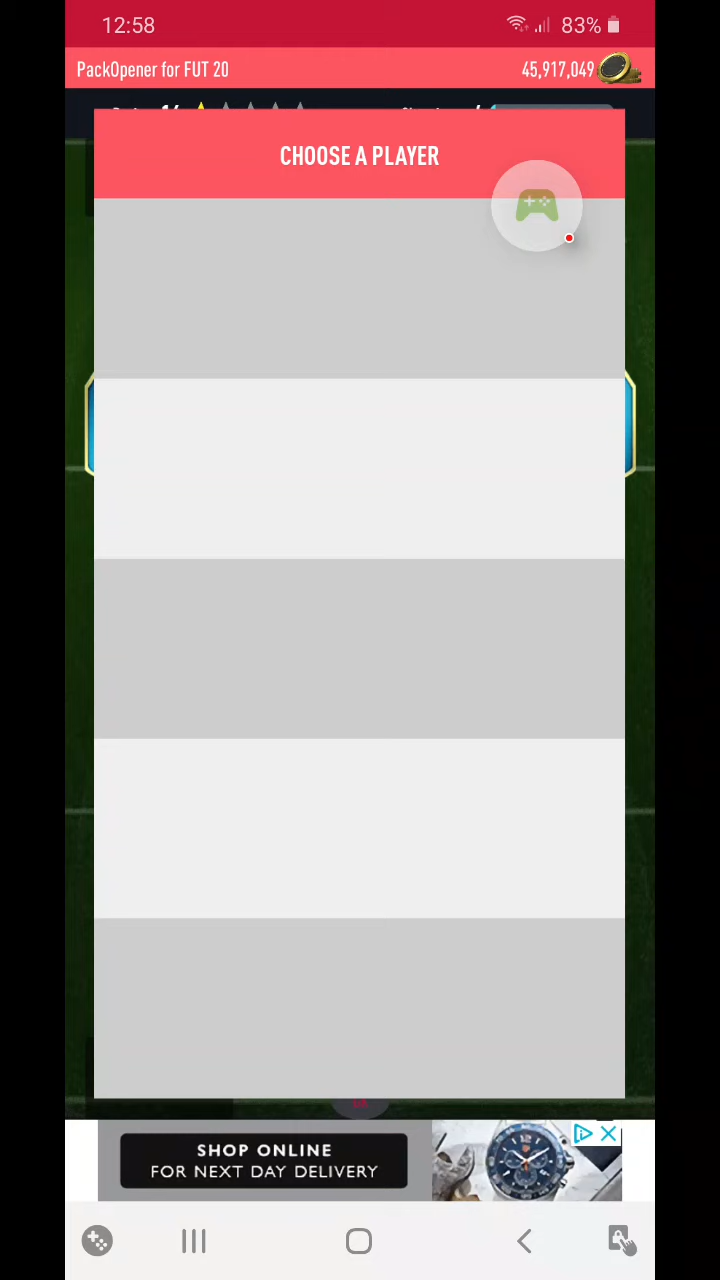 12:58
83%
PackOpener for FUT 20
45,917,049
CHOOSE A PLAYER
SHOP ONLINE
FOR NEXT DAY DELIVERY